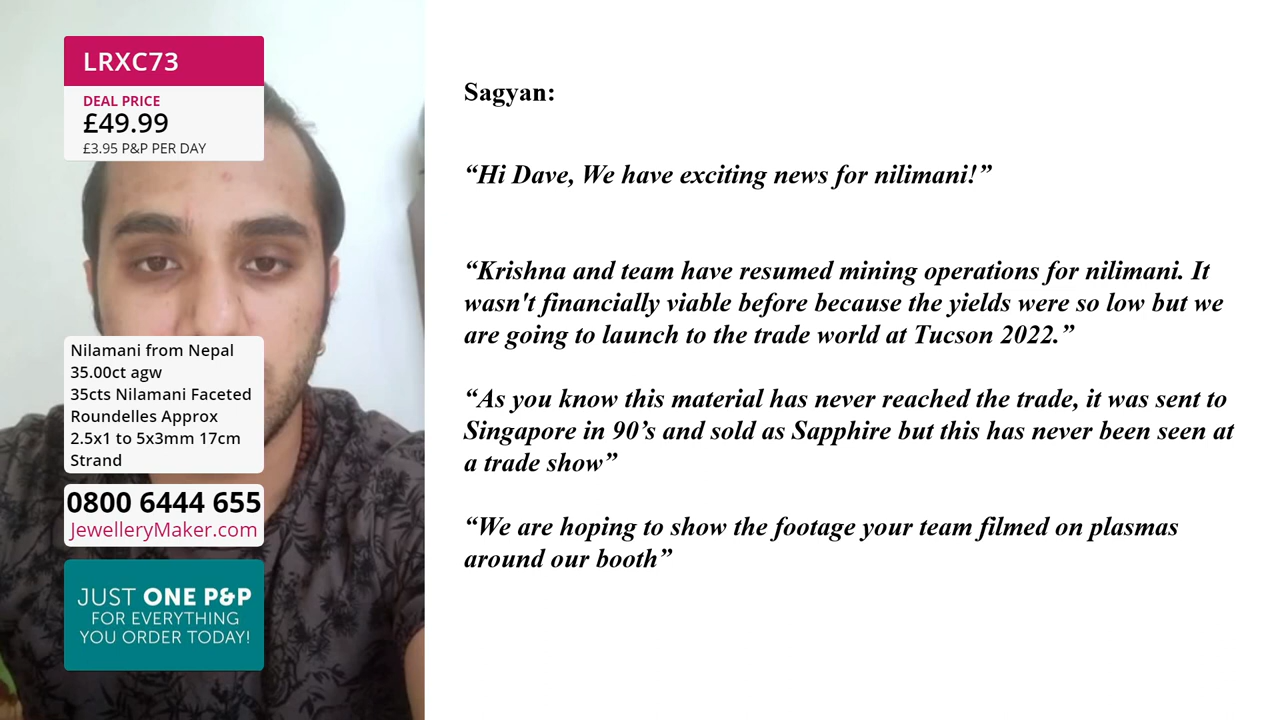 LRXC73
DEAL PRICE
£49.99
£3.95 P&P PER DAY
Nilamani from Nepal
35.00ct agw
35cts Nilamani Faceted
Roundelles Approx
2.5x1 to 5x3mm 17cm
Strand
0800 6444 655
JewelleryMaker.com
JUST ONE P&P
FOR EVERYTHING
YOU ORDER TODAY!
Sagyan:
“Hi Dave, We have exciting news for nilimani!”
“Krishna and team have resumed mining operations for nilimani. It
wasn't financially viable before because the yields were so low but we
are going to launch to the trade world at Tucson 2022.”
“As you know this material has never reached the trade, it was sent to
Singapore in 90’s and sold as Sapphire but this has never been seen at
a trade show”
“We are hoping to show the footage your team filmed on plasmas
around our booth”